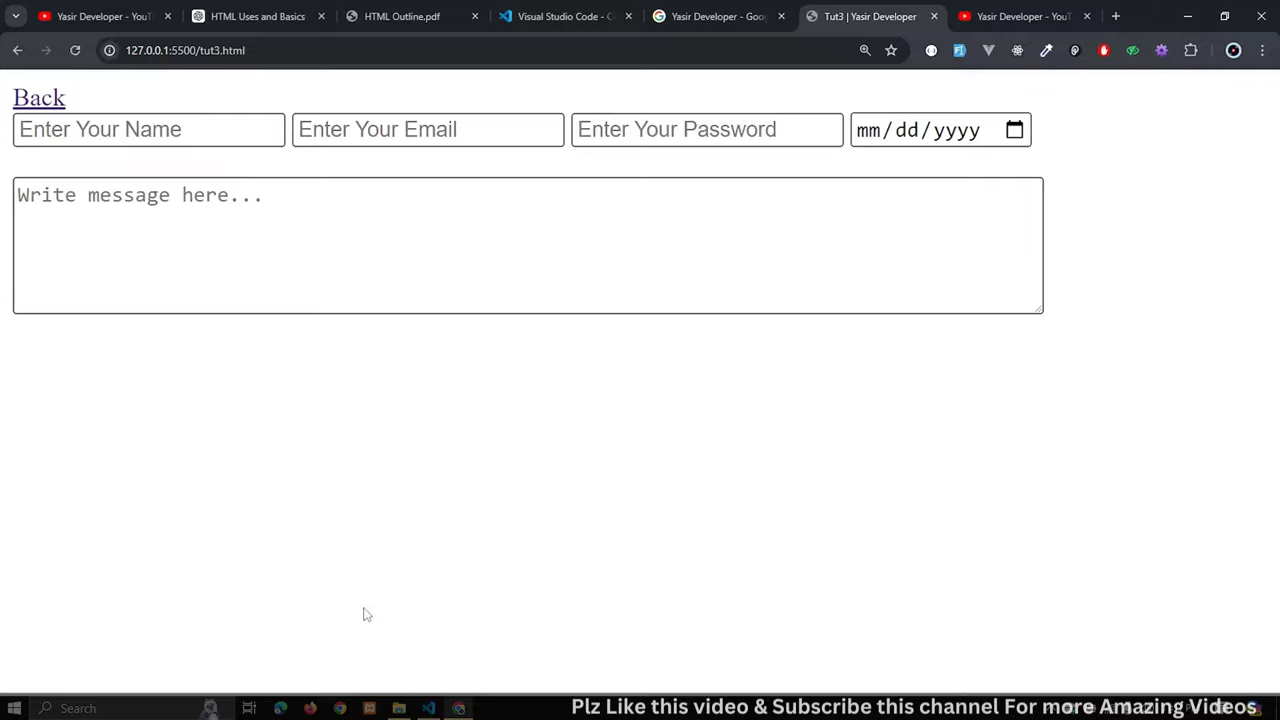 Yasir Developer - YouT
HTML Uses and Basics
HTML Outline.pdf
Visual Studio Code - C
Yasir Developer - Goo
Tut3 | Yasir Developer
Yasir Developer - YouT
127.0.0.1:5500/tut3.html
Back
Enter Your Name
Enter Your Email
Enter Your Password
mm/dd/yyyy
Write message here...
Search
Plz Like this video & Subscribe this channel For more Amazing Videos